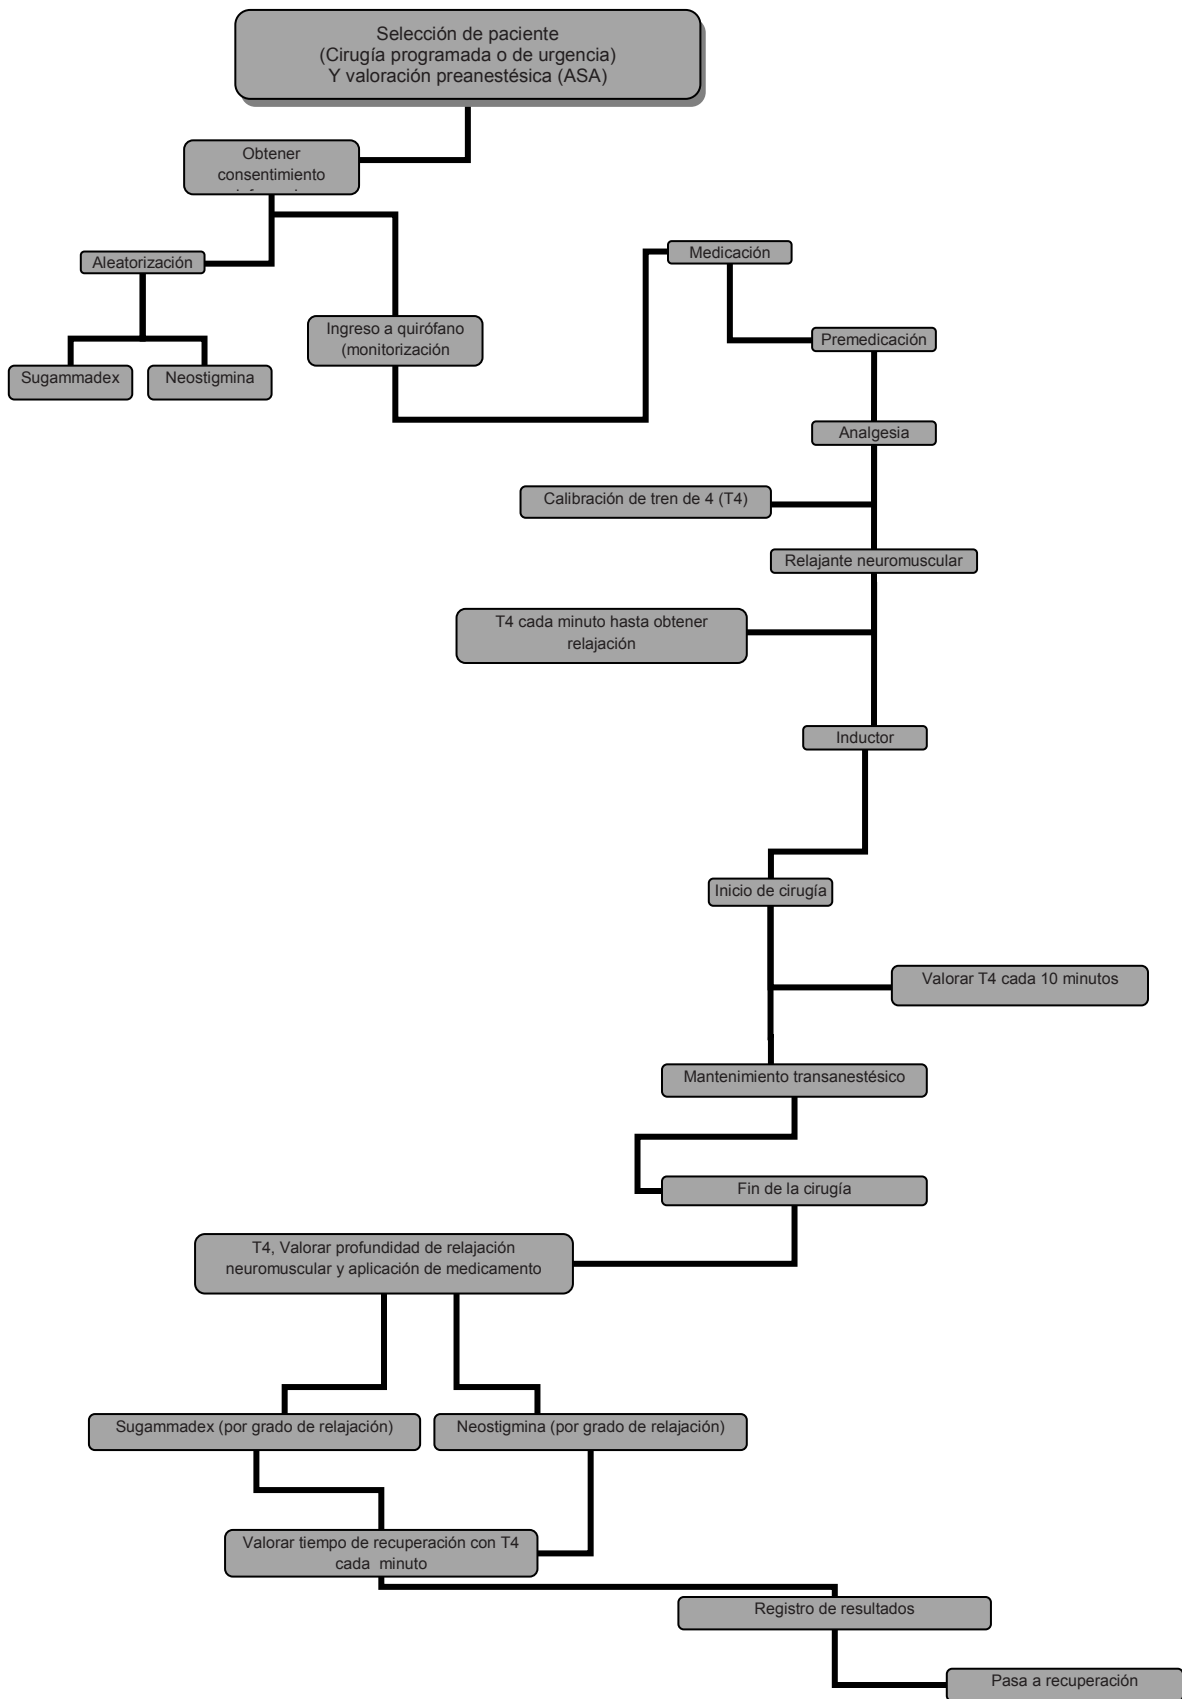 Selección de paciente
(Cirugía programada o de urgencia)
Y valoración preanestésica (ASA)
Obtener
consentimiento
Aleatorización
Medicación
Ingreso a quirófano
(monitorización
Premedicación
Sugammadex
Neostigmina
Analgesia
Calibración de tren de 4 (T4)
Relajante neuromuscular
T4 cada minuto hasta obtener
relajación
Inductor
Inicio de cirugía
Valorar T4 cada 10 minutos
Mantenimiento transanestésico
Fin de la cirugía
T4, Valorar profundidad de relajación
neuromuscular y aplicación de medicamento
Sugammadex (por grado de relajación)
Neostigmina (por grado de relajación)
Valorar tiempo de recuperación con T4
cada minuto
Registro de resultados
Pasa a recuperación